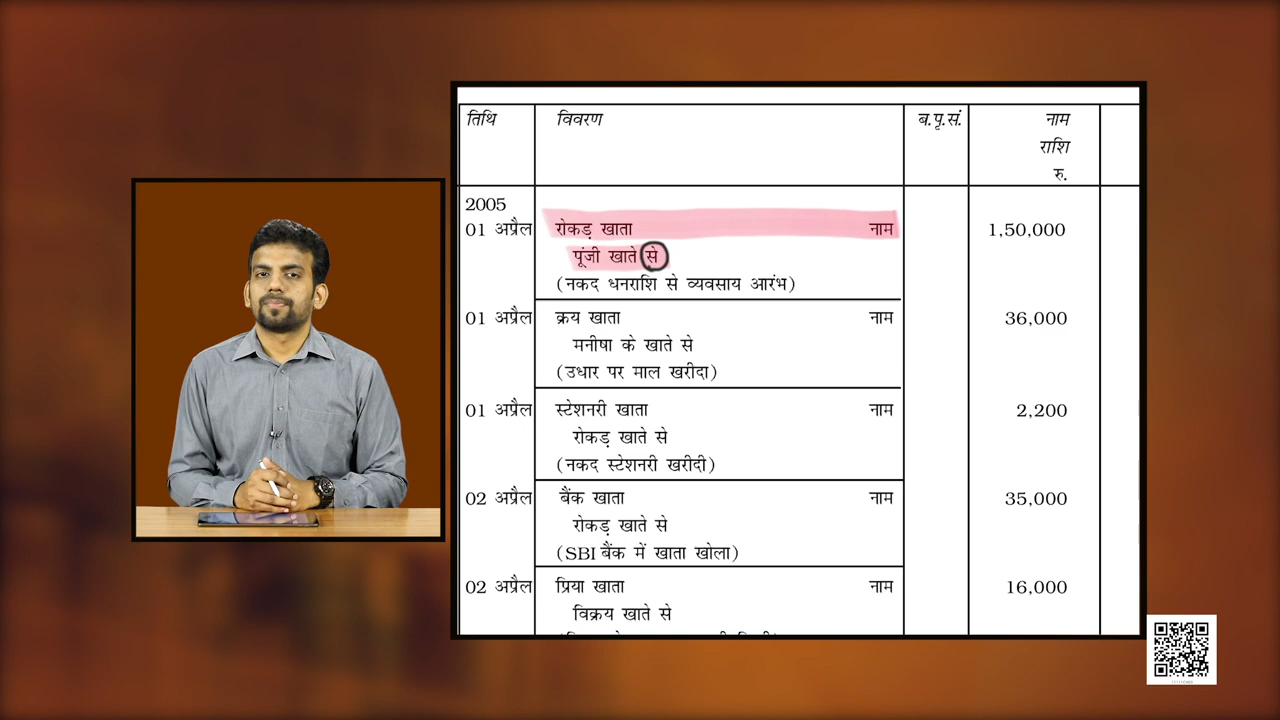 तिथि विवरण ब.पृ.सं. नाम
राशि
रु.
2005
01 अप्रैल रोकड़ खाता नाम 1,50,000
पूंजी खाते से
(नकद धनराशि से व्यवसाय आरंभ)
01 अप्रैल क्रय खाता नाम 36,000
मनीषा के खाते से
(उधार पर माल खरीदा)
01 अप्रैल स्टेशनरी खाता नाम 2,200
रोकड़ खाते से
(नकद स्टेशनरी खरीदी)
02 अप्रैल बैंक खाता नाम 35,000
रोकड़ खाते से
(SBI बैंक में खाता खोला)
02 अप्रैल प्रिया खाता नाम 16,000
विक्रय खाते से